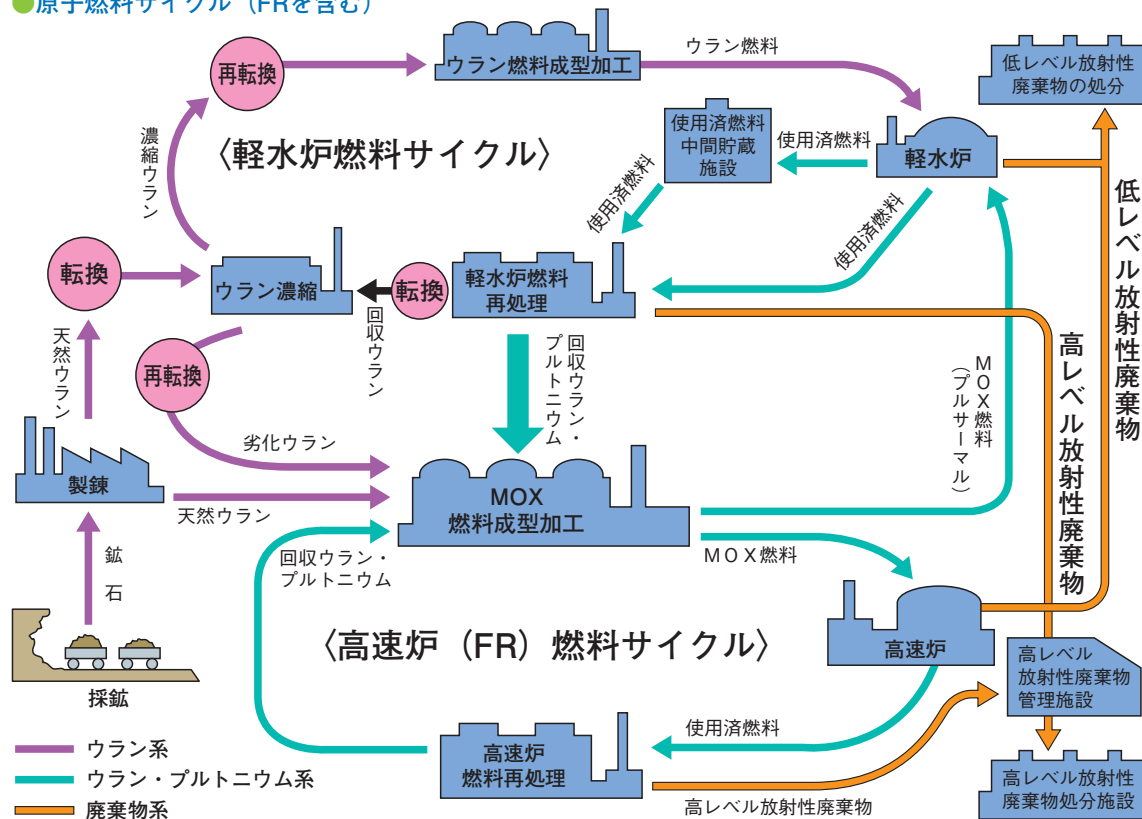 ●原子燃料サイクル（FRを含む）
再転換
ウラン燃料成型加工
ウラン燃料
低レベル放射性
廃棄物の処分
濃縮ウラン
〈軽水炉燃料サイクル〉
使用済燃料
中間貯蔵
施設
使用済燃料
軽水炉
使用済燃料
使用済燃料
低レベル放射性廃棄物
転換
ウラン濃縮
転換
軽水炉燃料
再処理
回収ウラン
天然ウラン
再転換
回収ウラン・
プルトニウム
MOX燃料
（プルサーマル）
高レベル放射性廃棄物
劣化ウラン
製錬
天然ウラン
MOX
燃料成型加工
MOX燃料
回収ウラン・
プルトニウム
鉱石
採鉱
〈高速炉（FR）燃料サイクル〉
高速炉
高レベル
放射性廃棄物
管理施設
使用済燃料
高速炉
燃料再処理
高レベル放射性廃棄物
高レベル放射性
廃棄物処分施設
ウラン系
ウラン・プルトニウム系
廃棄物系